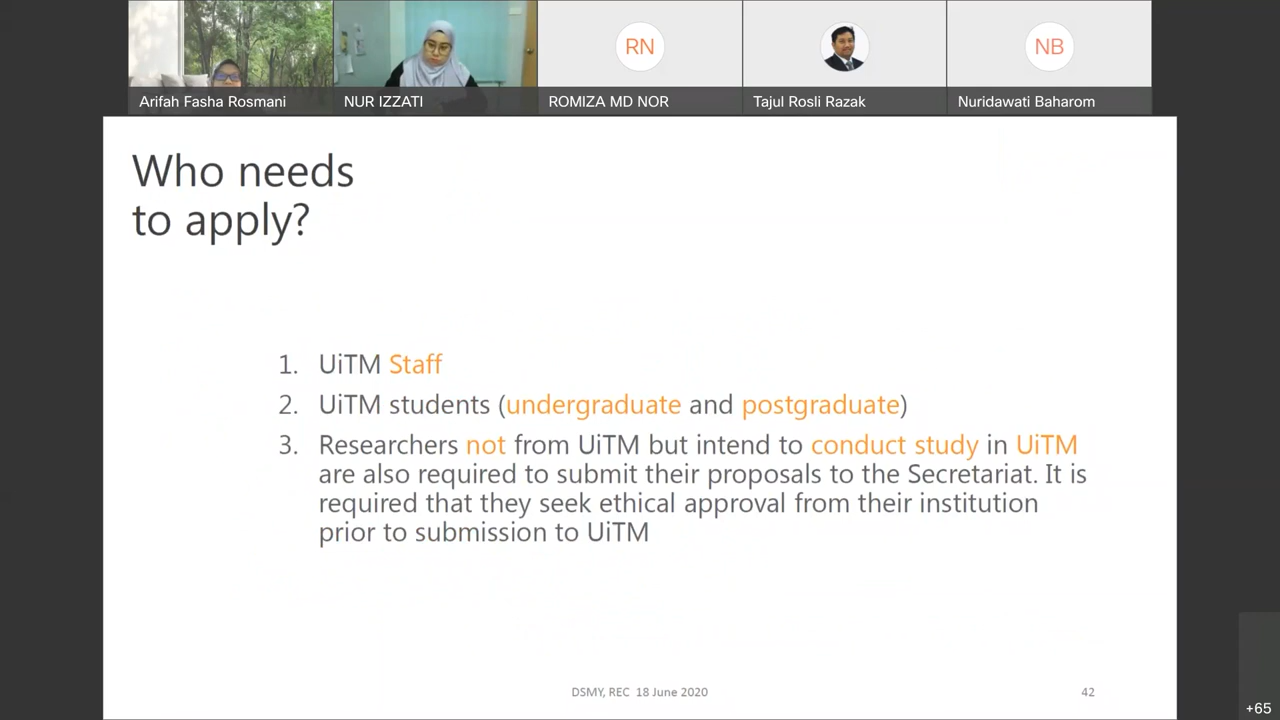 RN
NB
Arifah Fasha Rosmani
NUR IZZATI
ROMIZA MD NOR
Tajul Rosli Razak
Nuridawati Baharom
Who needs
to apply?
1. UiTM Staff
2. UiTM students (undergraduate and postgraduate)
3. Researchers not from UiTM but intend to conduct study in UiTM
are also required to submit their proposals to the Secretariat. It is
required that they seek ethical approval from their institution
prior to submission to UiTM
DSMY, REC 18 June 2020
42
+65